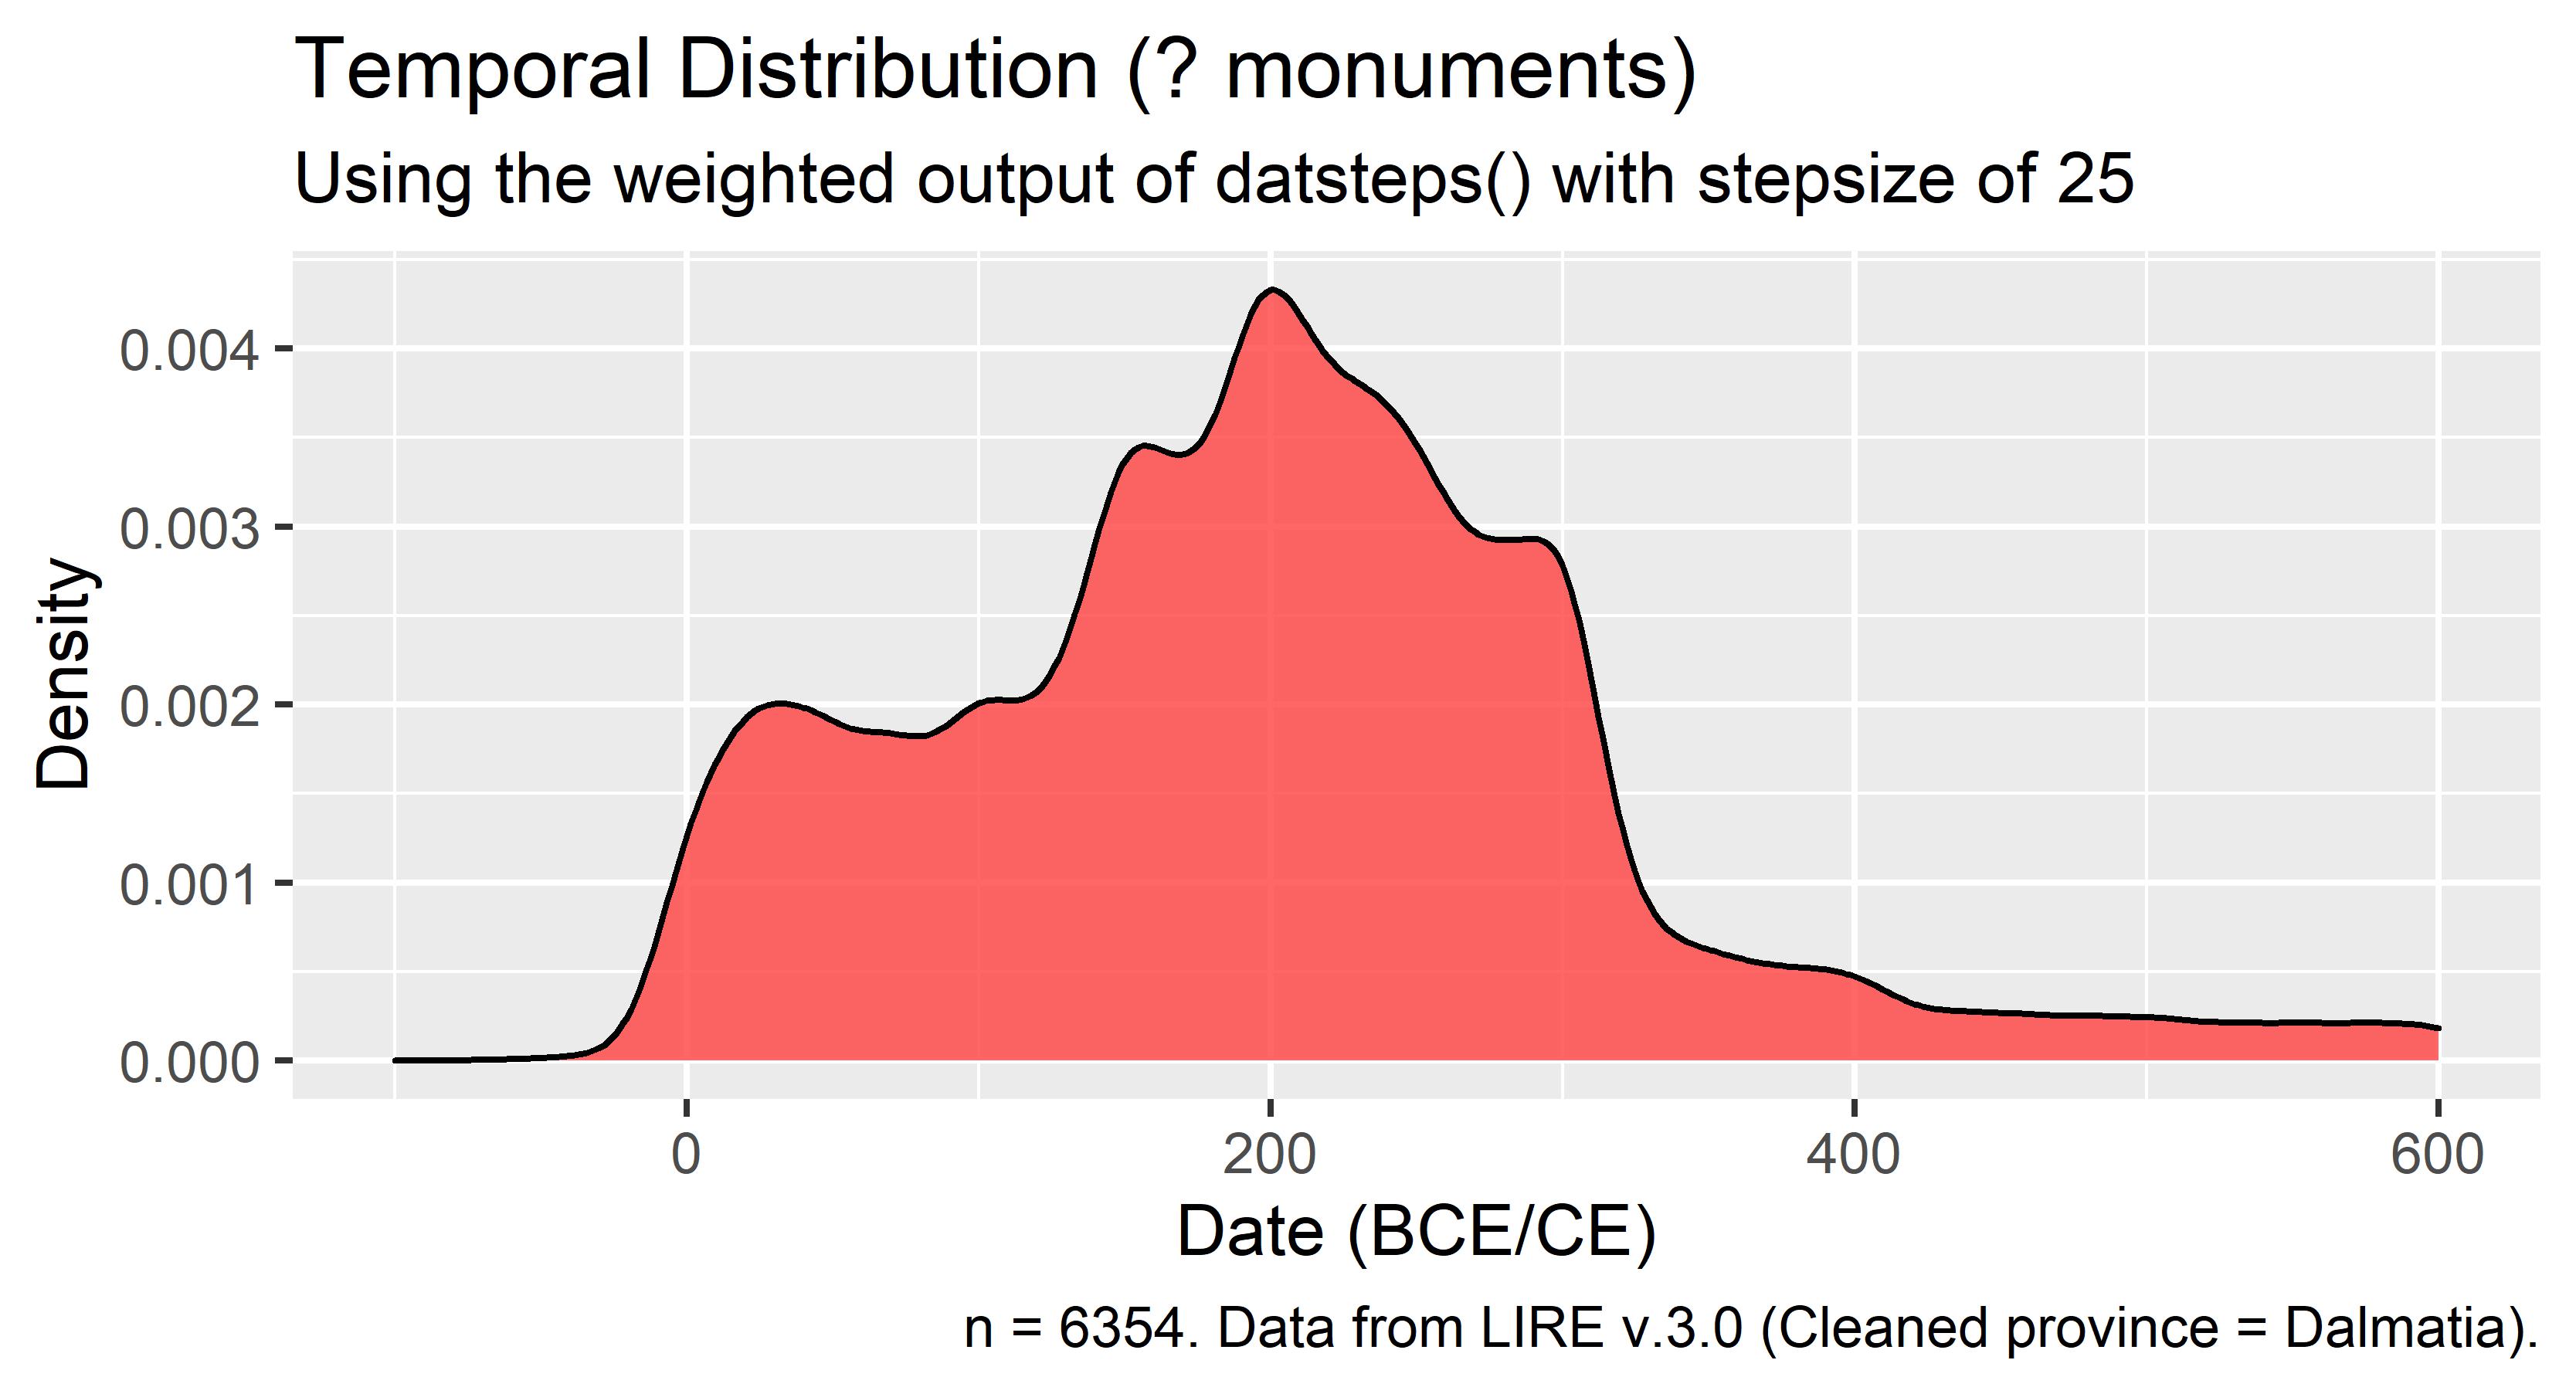 Temporal Distribution (? monuments)
Using the weighted output of datsteps() with stepsize of 25
Density
0.004
0.003
0.002
0.001
0.000
0
200
400
600
Date (BCE/CE)
n = 6354. Data from LIRE v.3.0 (Cleaned province = Dalmatia).